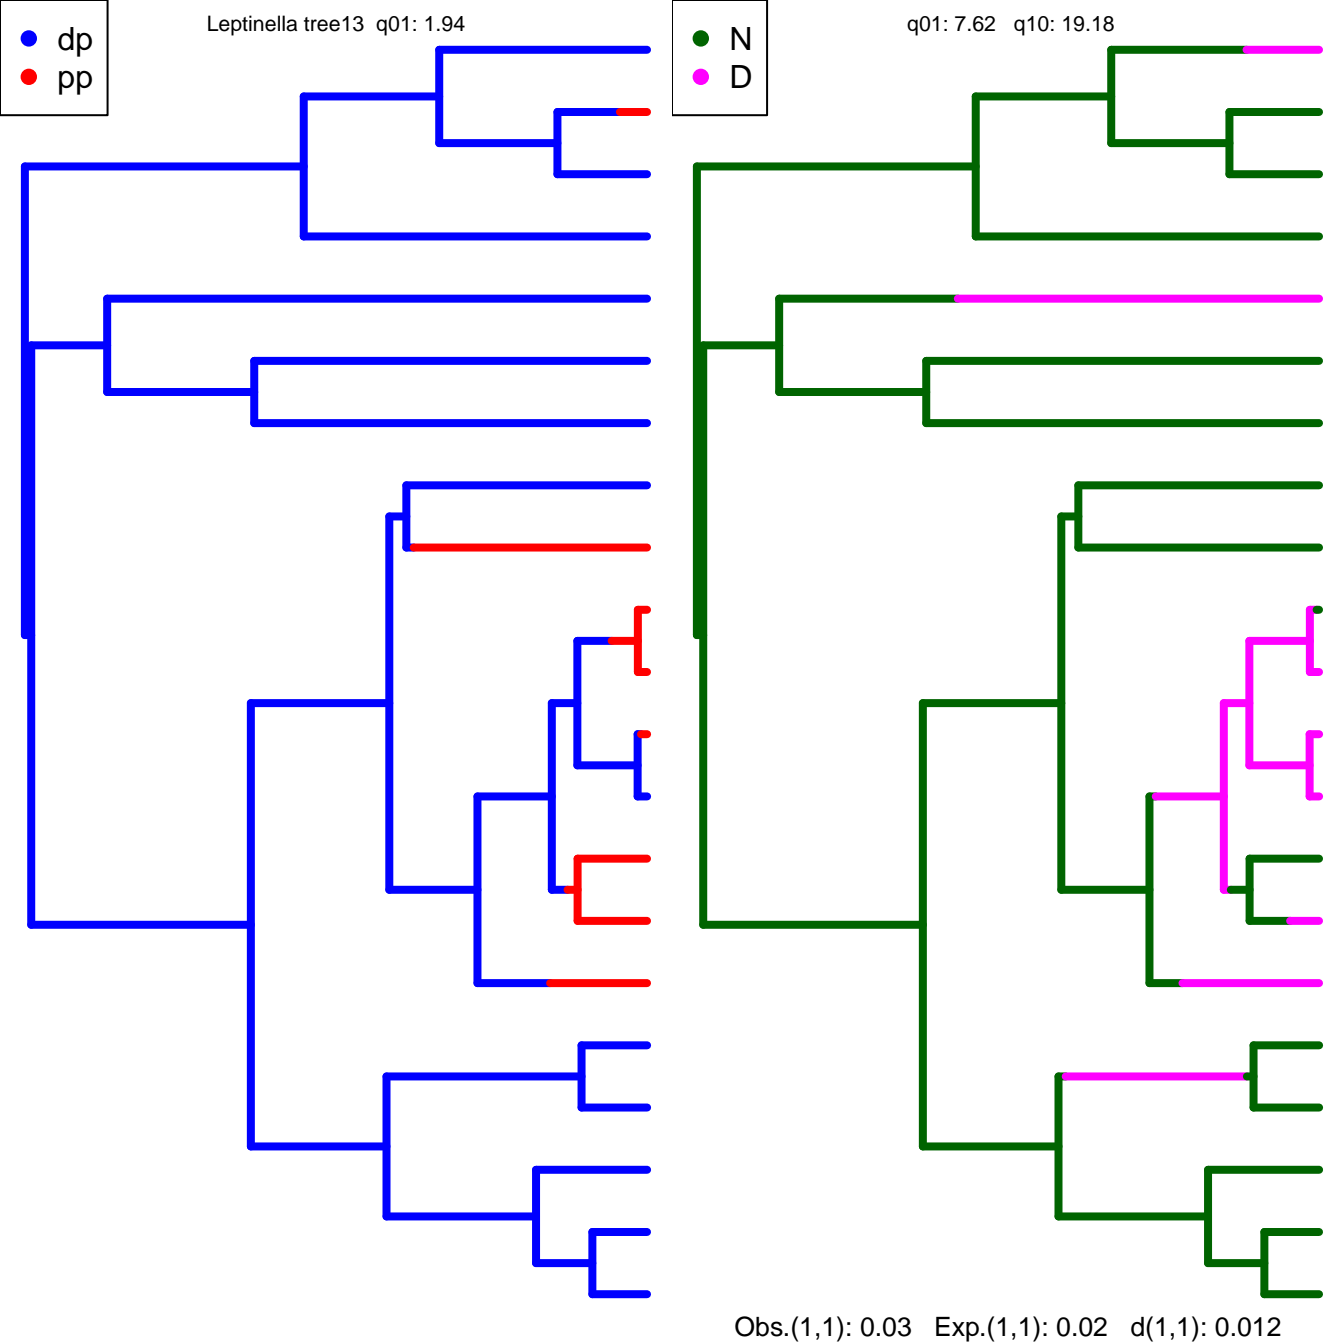 Leptinella tree13 q01: 1.94
dp
pp
q01: 7.62 q10: 19.18
N
D
Obs.(1,1): 0.03 Exp.(1,1): 0.02 d(1,1): 0.012